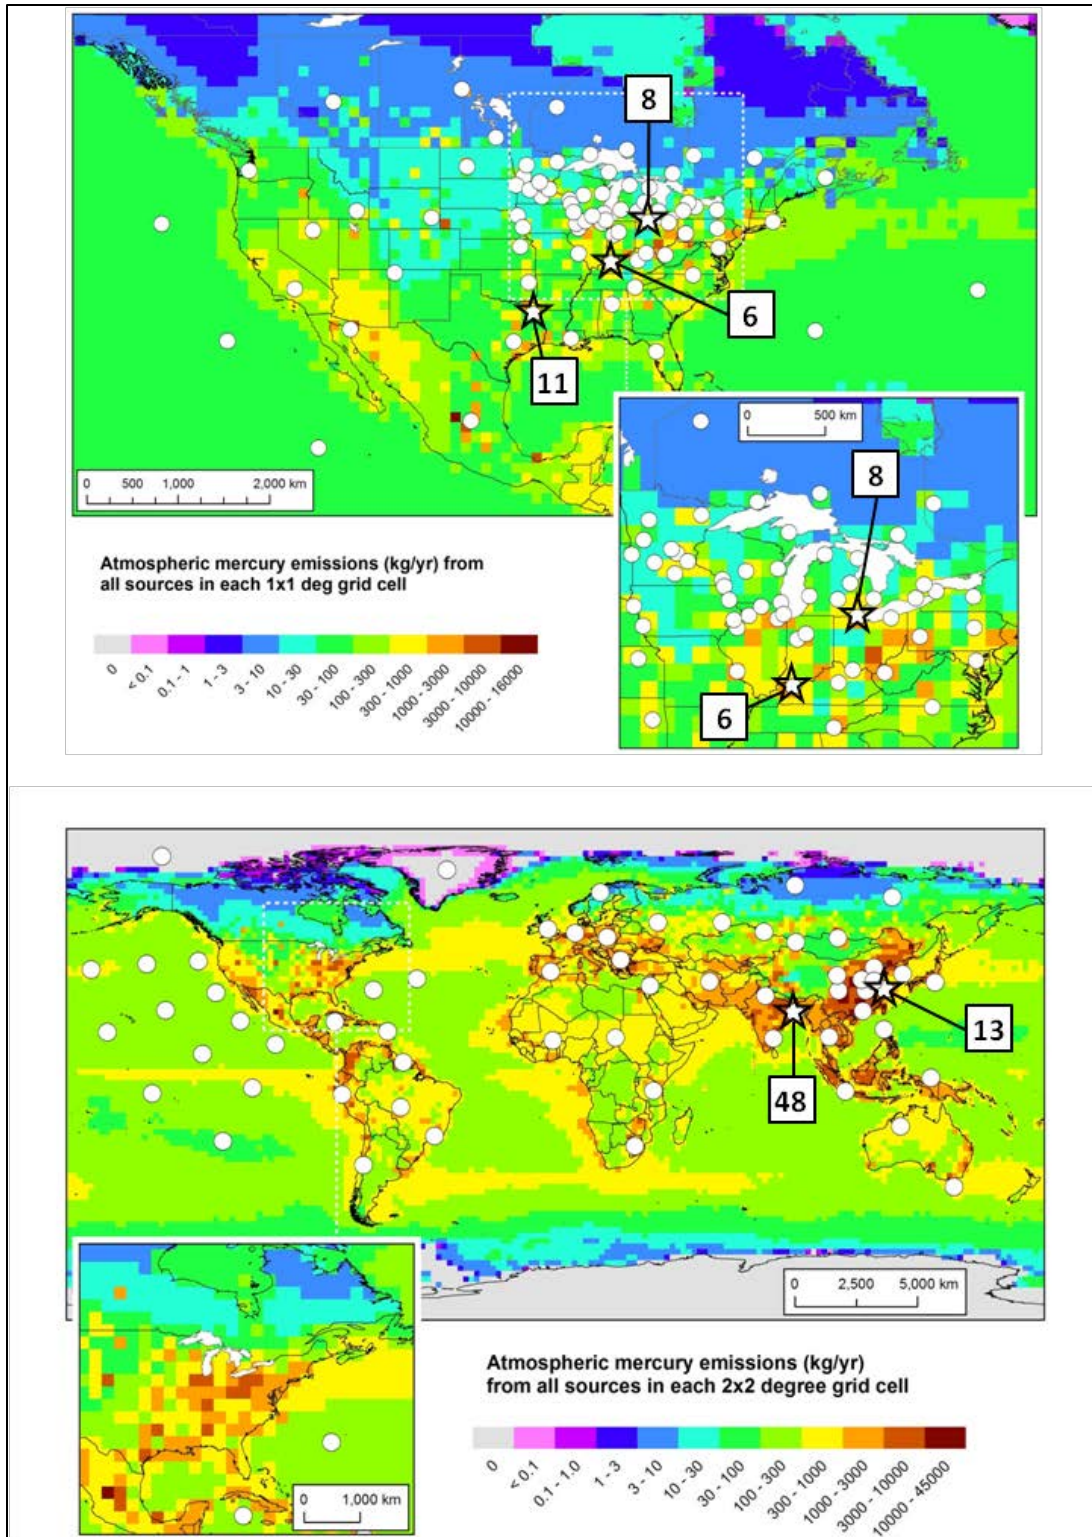 8
6
11
0 500 km
8
0 500 1,000 2,000 km
6
Atmospheric mercury emissions (kg/yr) from
all sources in each 1x1 deg grid cell
0
< 0.1
0.1 - 1
1 - 3
3 - 10
10 - 30
30 - 100
100 - 300
300 - 1000
1000 - 3000
3000 - 10000
10000 - 16000
13
48
0 2,500 5,000 km
Atmospheric mercury emissions (kg/yr)
from all sources in each 2x2 degree grid cell
0 1,000 km
0
< 0.1
0.1 - 1.0
1 - 3
3 - 10
10 - 30
30 - 100
100 - 300
300 - 1000
1000 - 3000
3000 - 10000
10000 - 45000